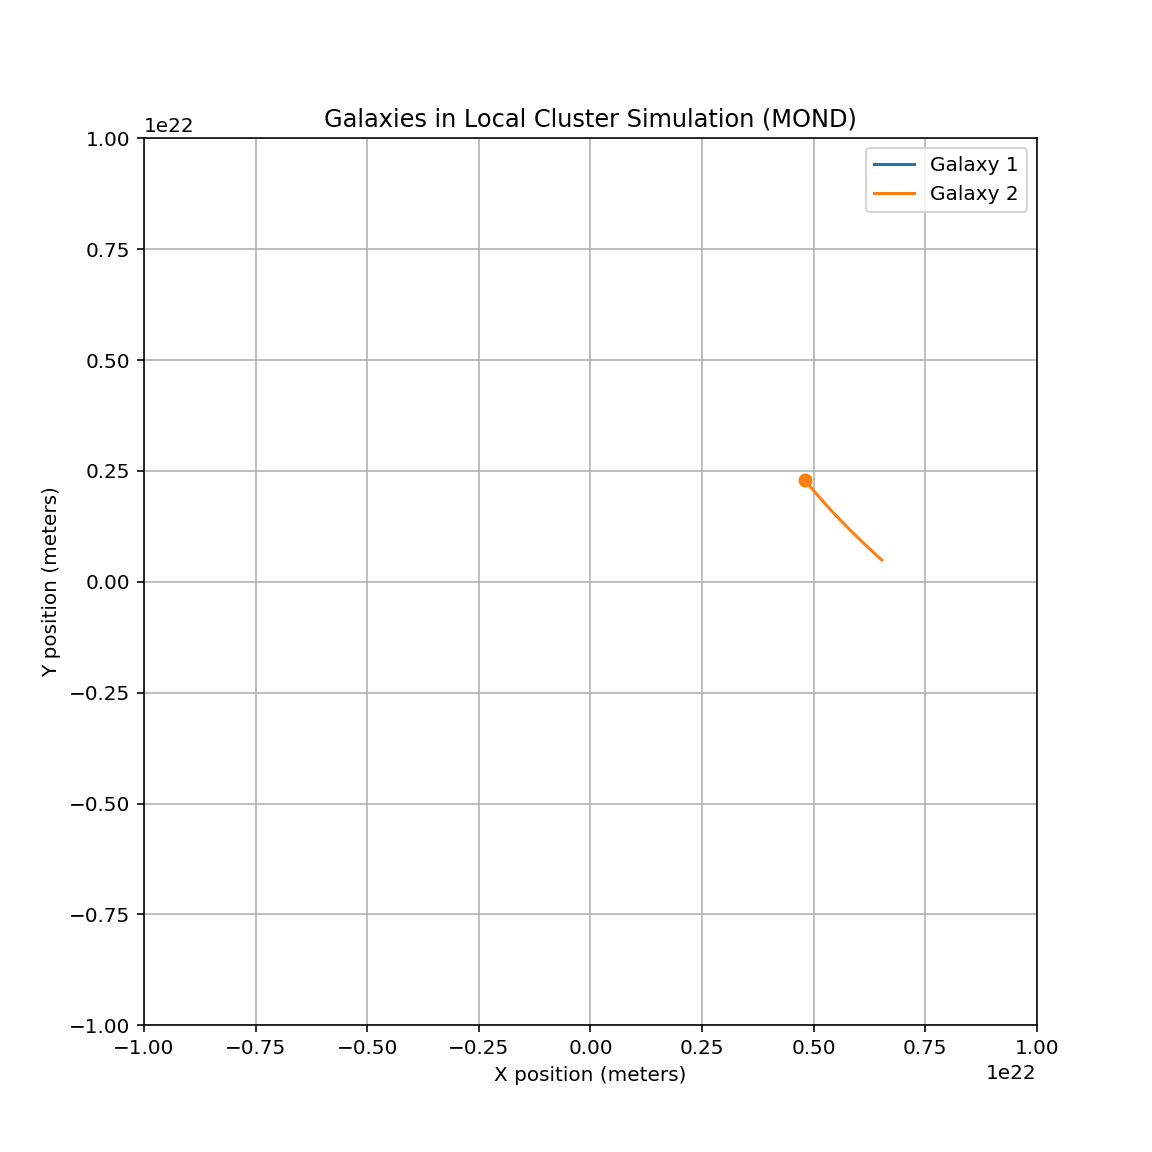 Galaxies in Local Cluster Simulation (MOND)
1e22
Galaxy 1
Galaxy 2
1.00
0.75
0.50
0.25
0.00
−0.25
−0.50
−0.75
−1.00
Y position (meters)
−1.00 −0.75 −0.50 −0.25 0.00 0.25 0.50 0.75 1.00
X position (meters)
1e22